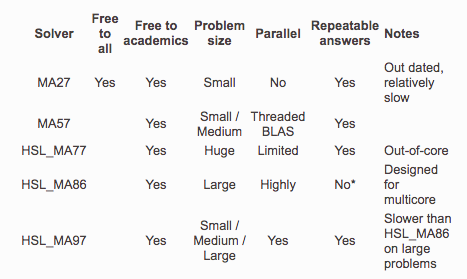 Solver Free to all Free to academics Problem size Parallel Repeatable answers Notes
MA27 Yes Yes Small No Yes Out dated, relatively slow
MA57 Yes Small / Medium Threaded BLAS Yes
HSL_MA77 Yes Huge Limited Yes Out-of-core
HSL_MA86 Yes Large Highly No* Designed for multicore
HSL_MA97 Yes Small / Medium / Large Yes Yes Slower than HSL_MA86 on large problems